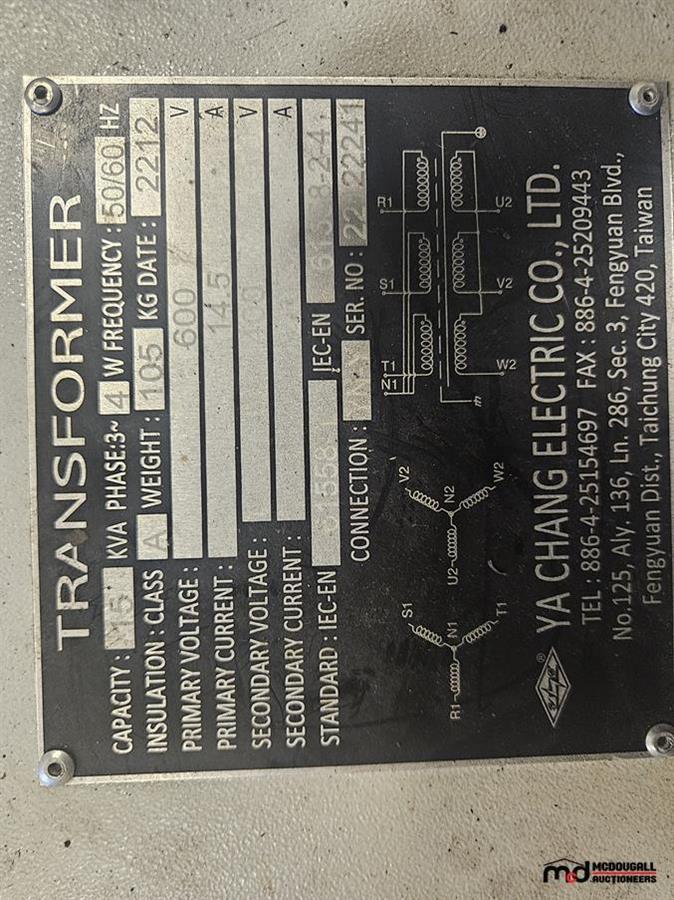 TRANSFORMER
CAPACITY : 15 KVA PHASE:3~ 4 W FREQUENCY : 50/60 HZ
INSULATION : CLASS A WEIGHT : 105 KG DATE : 2212
PRIMARY VOLTAGE : 600 V
PRIMARY CURRENT : 14.5 A
SECONDARY VOLTAGE : V
SECONDARY CURRENT : A
STANDARD : IEC-EN 61558 IEC-EN
CONNECTION : SER. NO :
S1 T1 N1 R1
V2 W2 N2 U2
R1 S1 T1 N1
U2 V2 W2
m
YA CHANG ELECTRIC CO., LTD.
TEL : 886-4-25154697 FAX : 886-4-25209443
No.125, Aly. 136, Ln. 286, Sec. 3, Fengyuan Blvd.,
Fengyuan Dist., Taichung City 420, Taiwan
md MCDOUGALL
AUCTIONEERS